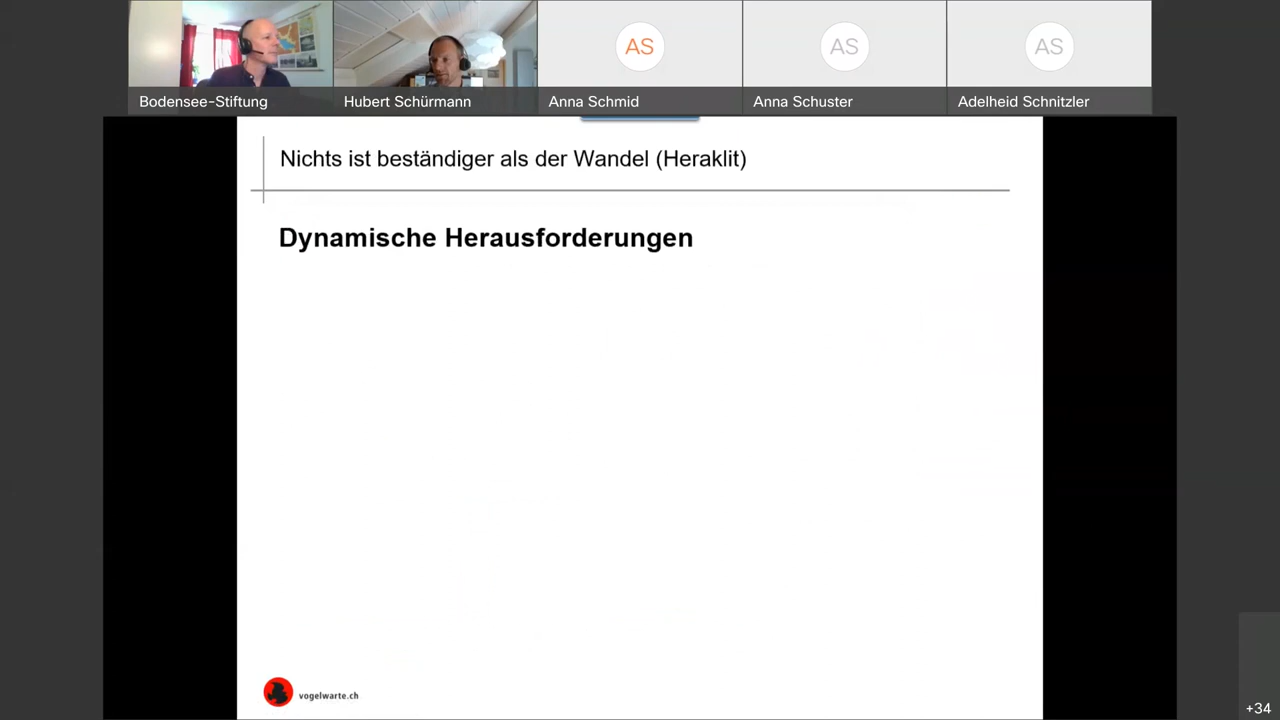 Bodensee-Stiftung
Hubert Schürmann
AS
Anna Schmid
AS
Anna Schuster
AS
Adelheid Schnitzler
Nichts ist beständiger als der Wandel (Heraklit)
Dynamische Herausforderungen
vogelwarte.ch
+34